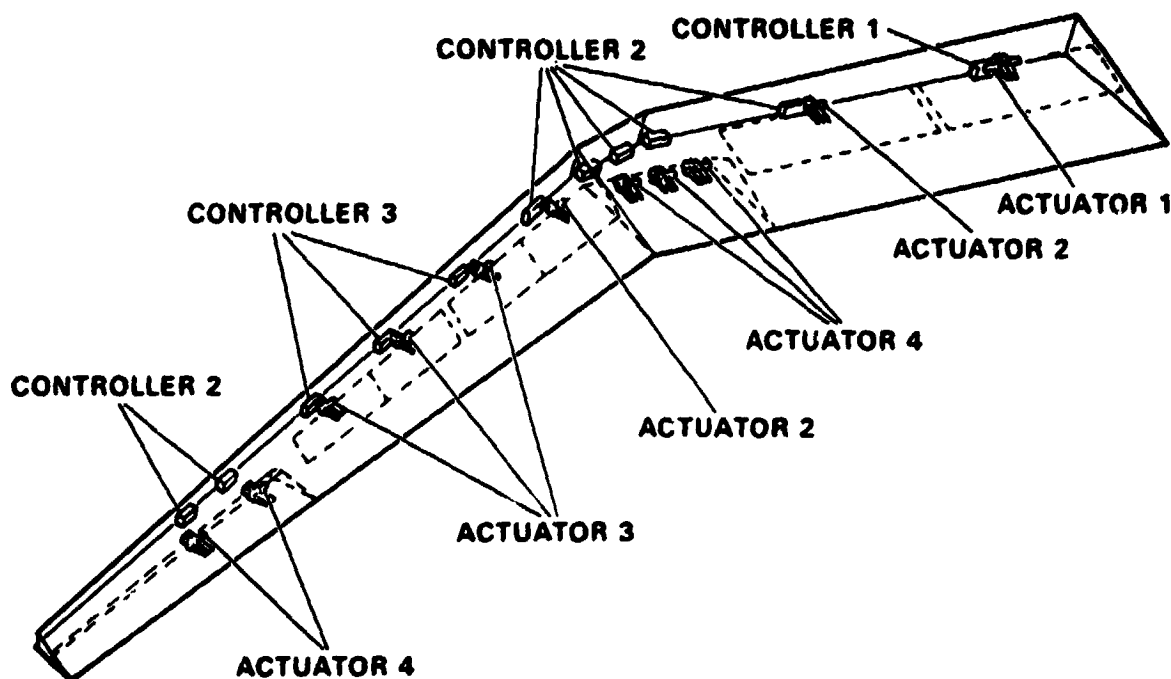 CONTROLLER 1
CONTROLLER 2
ACTUATOR 1
CONTROLLER 3
ACTUATOR 2
ACTUATOR 4
CONTROLLER 2
ACTUATOR 2
ACTUATOR 3
ACTUATOR 4